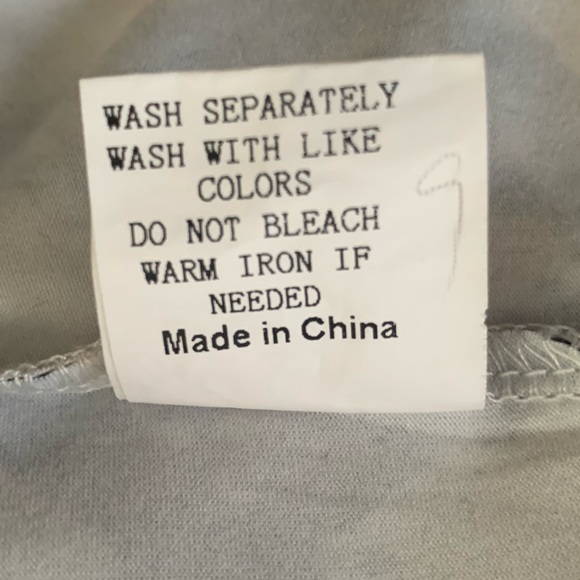 WASH SEPARATELY
WASH WITH LIKE
COLORS
DO NOT BLEACH
WARM IRON IF
NEEDED
Made in China